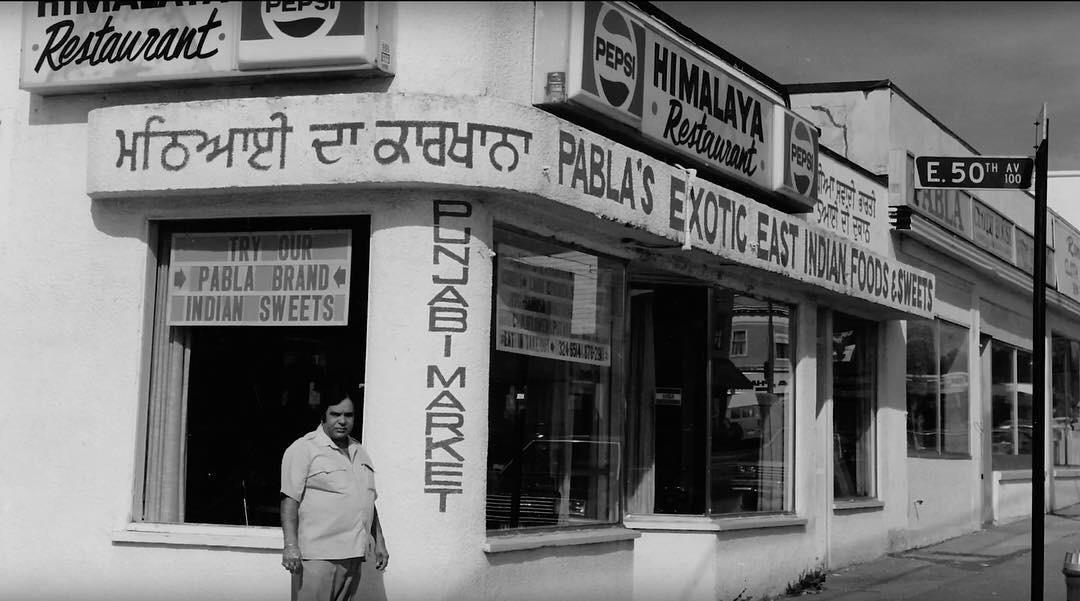 HIMALAYA
Restaurant
PEPSI
ਮਠਿਆਈ ਦਾ ਕਾਰਖਾਨਾ
PEPSI
HIMALAYA
Restaurant
PEPSI
PABLA'S EXOTIC EAST INDIAN FOODS & SWEETS
E. 50TH AV
100
PABLA
TRY OUR
PABLA BRAND
INDIAN SWEETS
PUNJABI MARKET